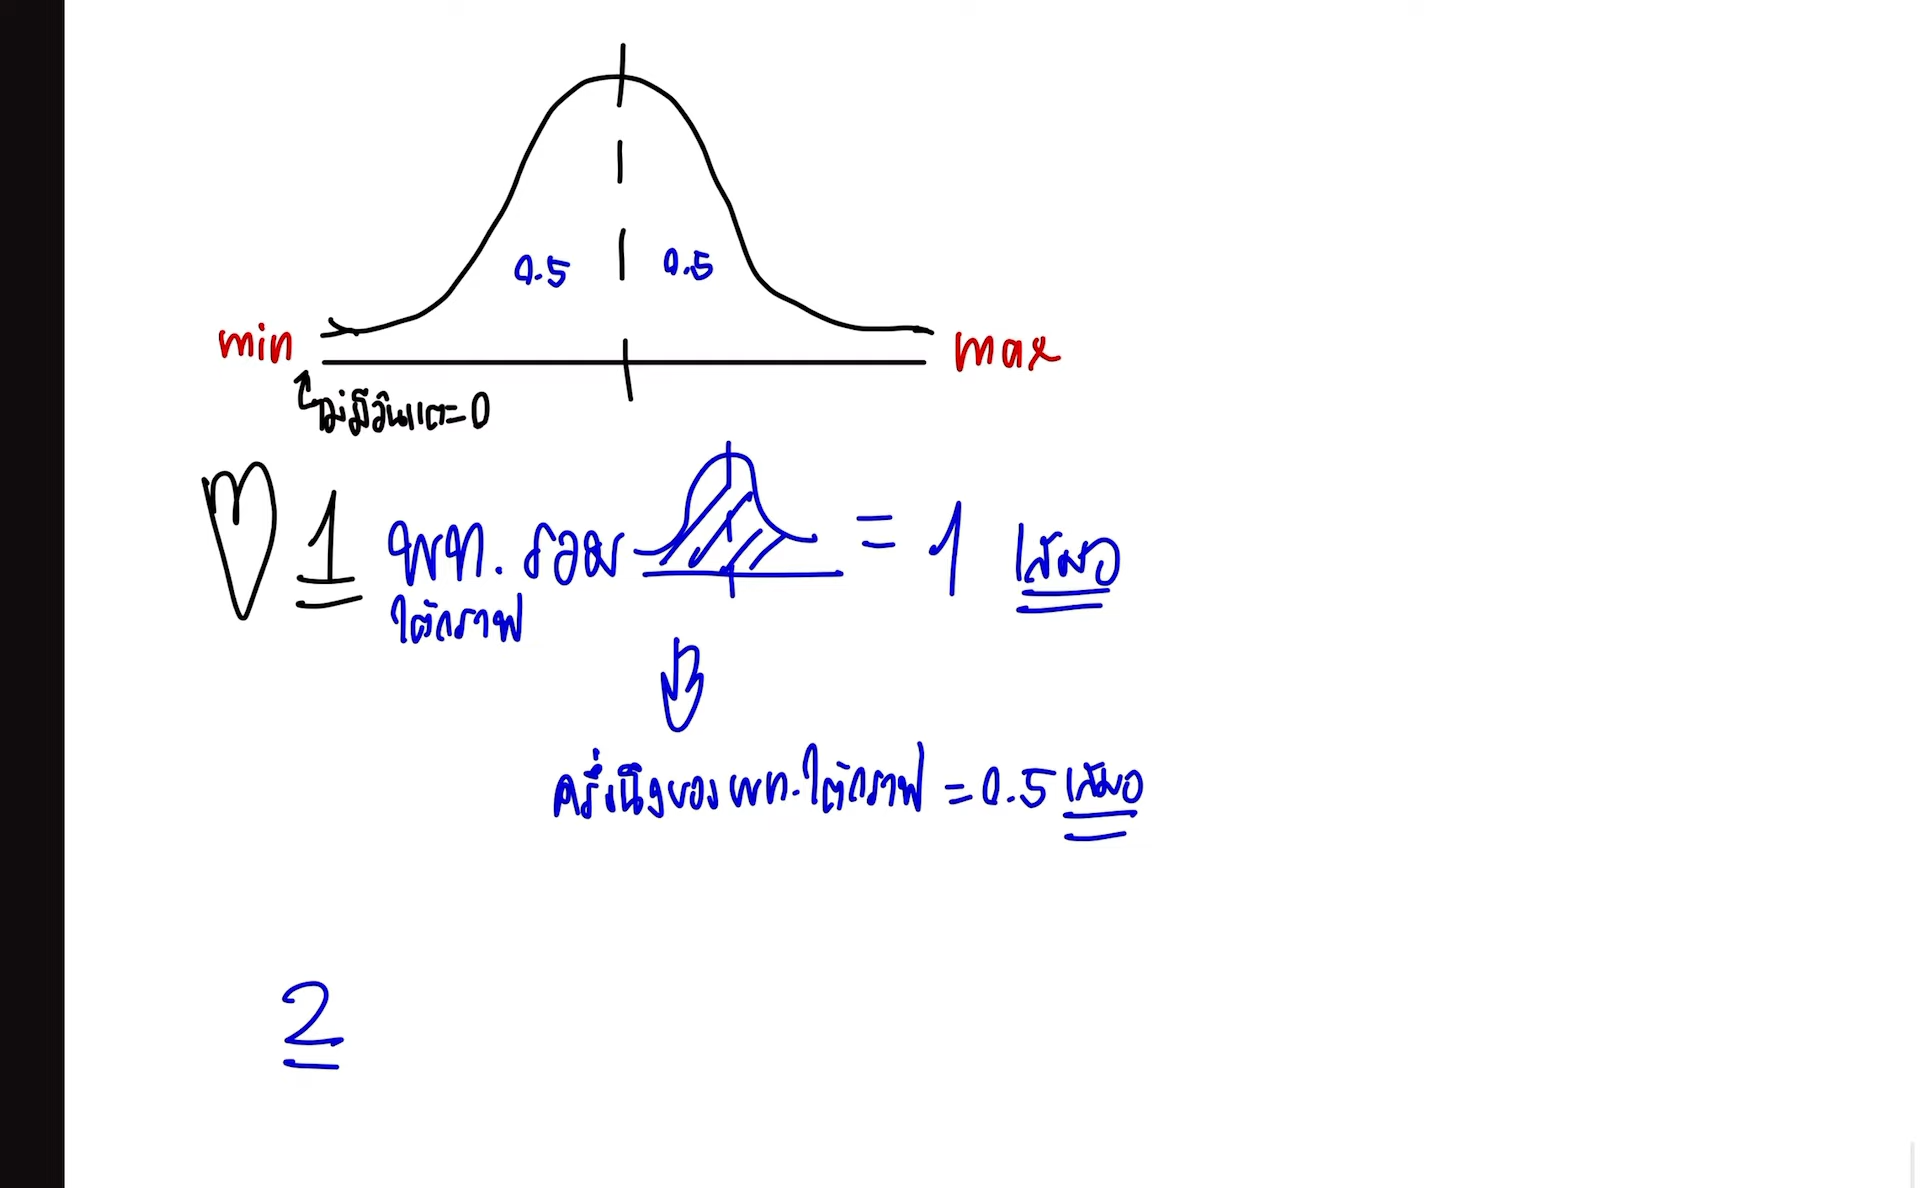 0.5 0.5
min max
ไม่มีวันแตะ=0
1 พท. รวม = 1 เสมอ
ใต้กราฟ
ครึ่งนึงของ พท.ใต้กราฟ = 0.5 เสมอ
2